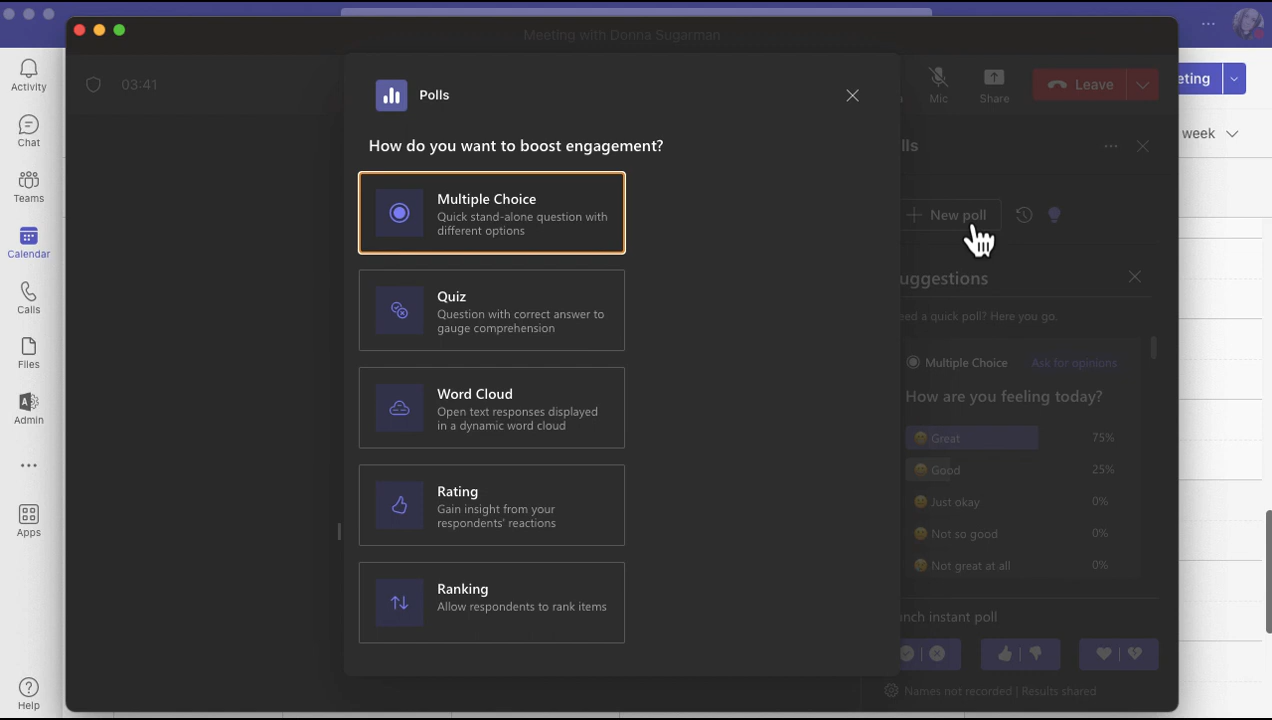 Meeting with Donna Sugarman
Activity
Chat
Teams
Calendar
Calls
Files
Admin
Apps
Help
03:41
Mic
Share
Leave
eting
week
Polls
How do you want to boost engagement?
Multiple Choice
Quick stand-alone question with
different options
Quiz
Question with correct answer to
gauge comprehension
Word Cloud
Open text responses displayed
in a dynamic word cloud
Rating
Gain insight from your
respondents' reactions
Ranking
Allow respondents to rank items
lls
New poll
uggestions
eed a quick poll? Here you go.
Multiple Choice Ask for opinions
How are you feeling today?
Great 75%
Good 25%
Just okay 0%
Not so good 0%
Not great at all 0%
nch instant poll
Names not recorded | Results shared